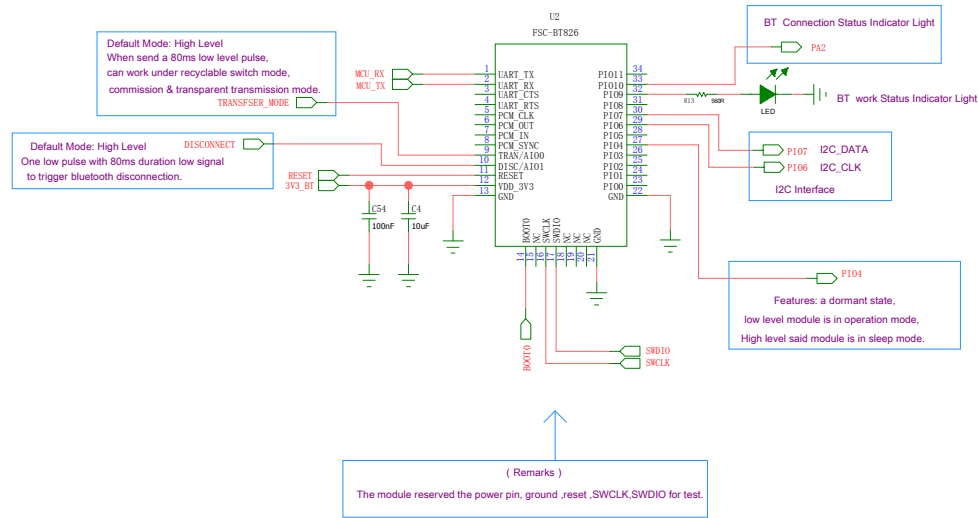 U2
FSC-BT826
BT Connection Status Indicator Light
PA2
Default Mode: High Level
When send a 80ms low level pulse,
can work under recyclable switch mode,
commission & transparent transmission mode.
TRANSFSER_MODE
MCU_RX
MCU_TX
Default Mode: High Level
One low pulse with 80ms duration low signal
to trigger bluetooth disconnection.
DISCONNECT
RESET
3V3_BT
C54
100nF
C4
10uF
1 UART_TX
2 UART_RX
3 UART_CTS
4 UART_RTS
5 PCM_CLK
6 PCM_OUT
7 PCM_IN
8 PCM_SYNC
9 TRAN/AIO0
10 DISC/AIO1
11 RESET
12 VDD_3V3
13 GND
PIO11 34
PIO10 33
PIO9 32
PIO8 31
PIO7 30
PIO6 29
PIO5 28
PIO4 27
PIO3 26
PIO2 25
PIO1 24
PIO0 23
GND 22
BOOT0 14
NC 15
SWCLK 16
SWDIO 17
NC 18
NC 19
NC 20
GND 21
R13
560R
LED
BT work Status Indicator Light
PIO7 I2C_DATA
PIO6 I2C_CLK
I2C Interface
PIO4
Features: a dormant state,
low level module is in operation mode,
High level said module is in sleep mode.
BOOT0
SWDIO
SWCLK
( Remarks )
The module reserved the power pin, ground ,reset ,SWCLK,SWDIO for test.